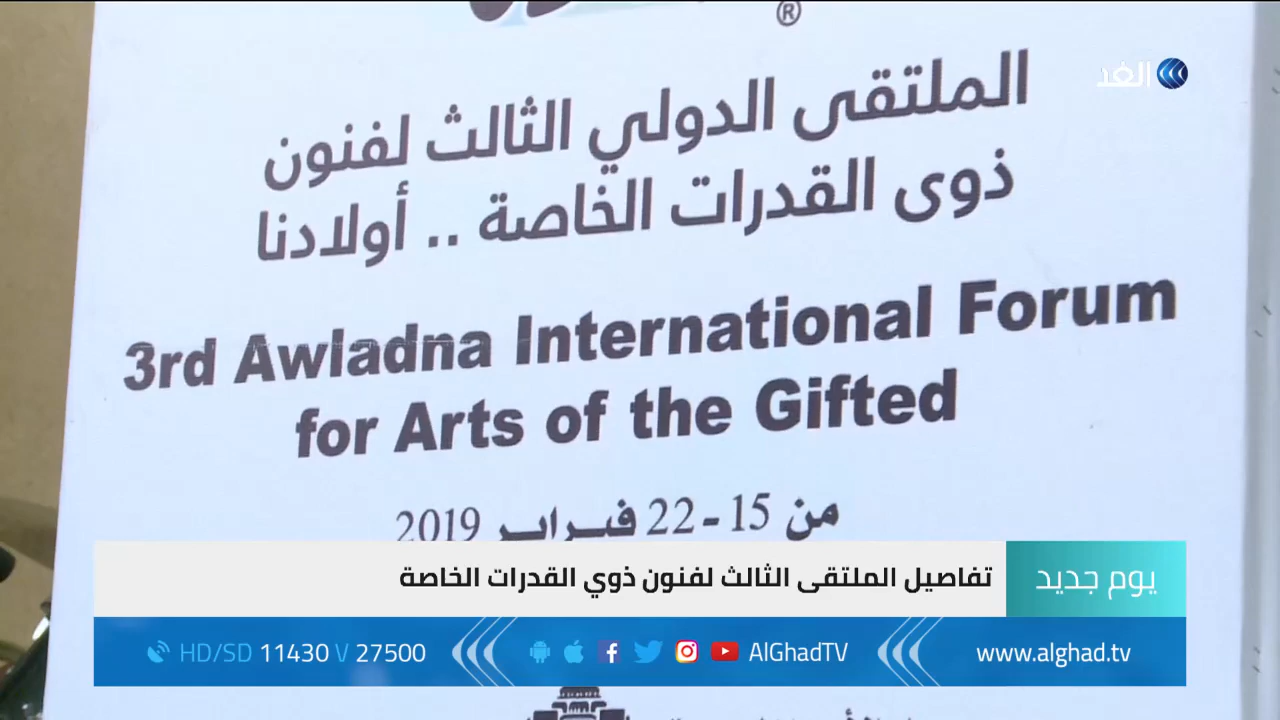 ®
الغد
الملتقى الدولي الثالث لفنون
ذوى القدرات الخاصة .. أولادنا
3rd Awladna International Forum
for Arts of the Gifted
من 15 - 22 فبراير 2019
يوم جديد
تفاصيل الملتقى الثالث لفنون ذوي القدرات الخاصة
HD/SD 11430 V 27500
AlGhadTV
www.alghad.tv